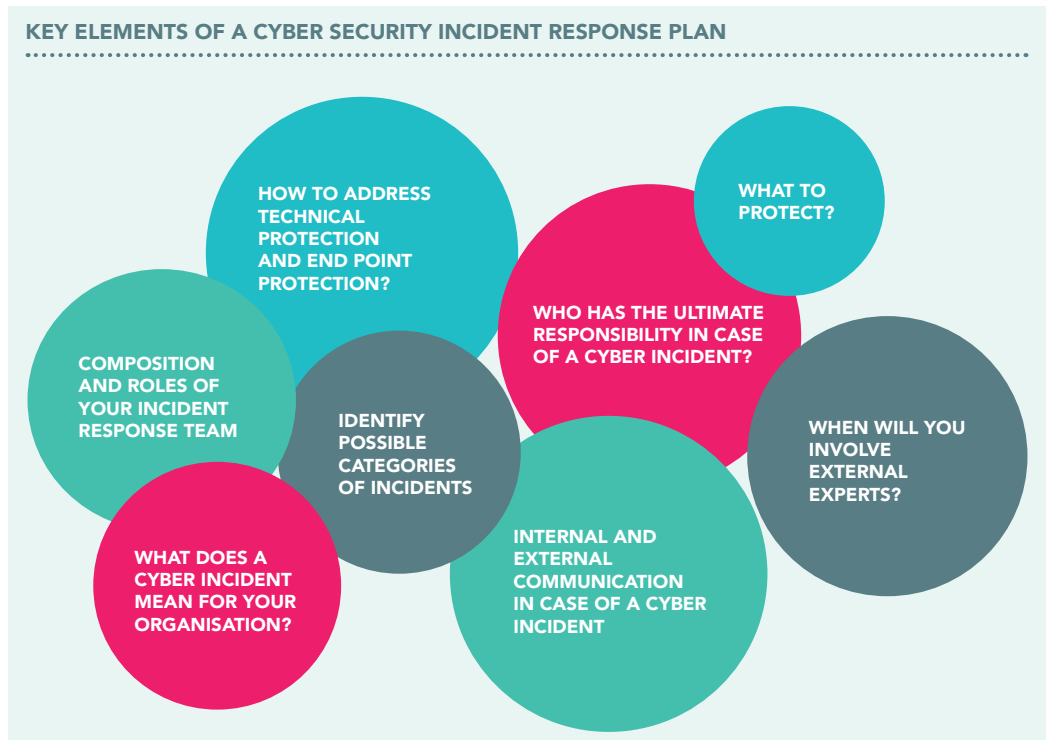 KEY ELEMENTS OF A CYBER SECURITY INCIDENT RESPONSE PLAN
HOW TO ADDRESS
TECHNICAL
PROTECTION
AND END POINT
PROTECTION?
WHAT TO
PROTECT?
WHO HAS THE ULTIMATE
RESPONSIBILITY IN CASE
OF A CYBER INCIDENT?
COMPOSITION
AND ROLES OF
YOUR INCIDENT
RESPONSE TEAM
IDENTIFY
POSSIBLE
CATEGORIES
OF INCIDENTS
WHEN WILL YOU
INVOLVE
EXTERNAL
EXPERTS?
WHAT DOES A
CYBER INCIDENT
MEAN FOR YOUR
ORGANISATION?
INTERNAL AND
EXTERNAL
COMMUNICATION
IN CASE OF A CYBER
INCIDENT